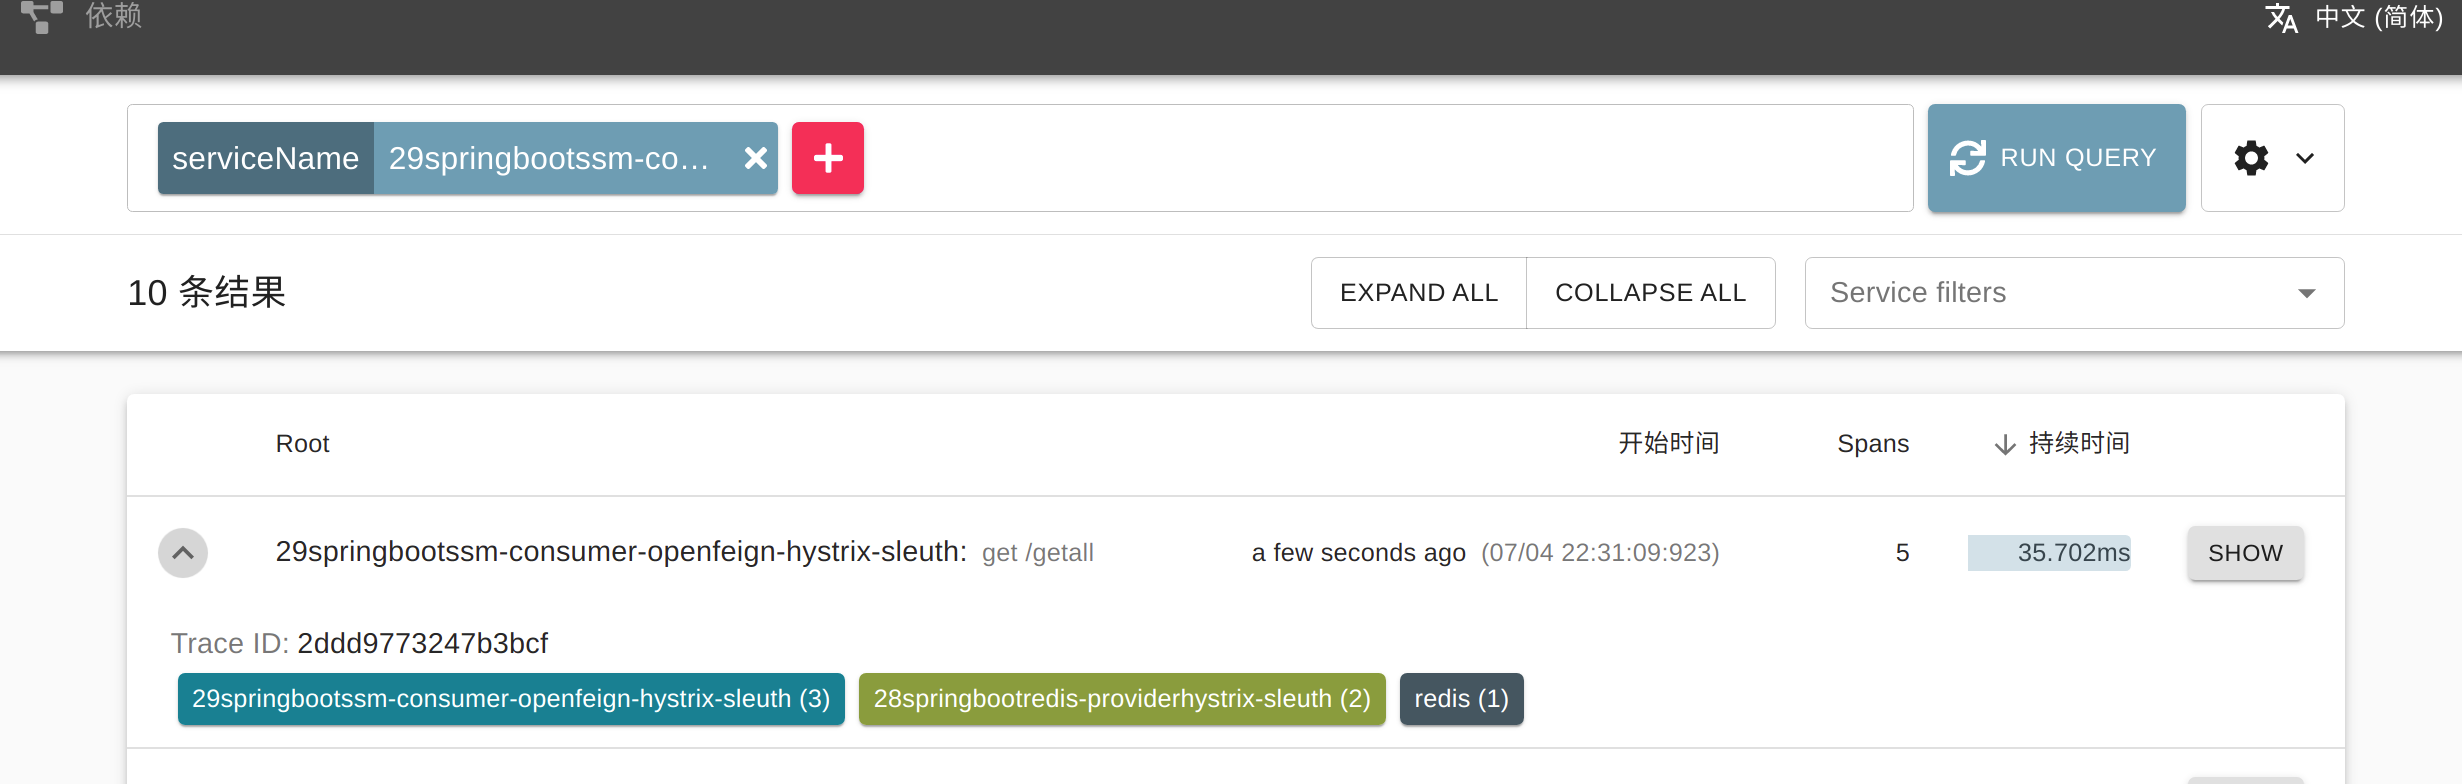 依赖 中文 (简体)
serviceName 29springbootssm-co… RUN QUERY
10 条结果 EXPAND ALL COLLAPSE ALL Service filters
Root 开始时间 Spans 持续时间
29springbootssm-consumer-openfeign-hystrix-sleuth: get /getall a few seconds ago (07/04 22:31:09:923) 5 35.702ms SHOW
Trace ID: 2ddd9773247b3bcf
29springbootssm-consumer-openfeign-hystrix-sleuth (3) 28springbootredis-providerhystrix-sleuth (2) redis (1)